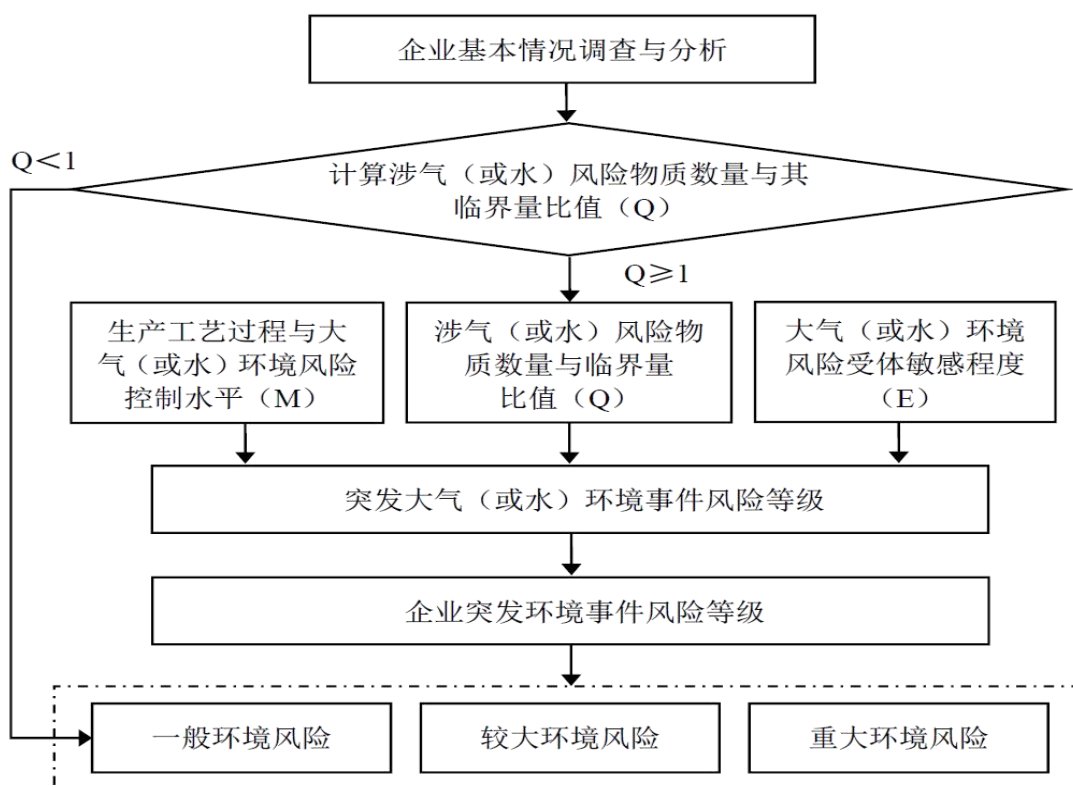 企业基本情况调查与分析
Q＜1
计算涉气（或水）风险物质数量与其
临界量比值（Q）
Q≥1
生产工艺过程与大
气（或水）环境风险
控制水平（M）
涉气（或水）风险物
质数量与临界量
比值（Q）
大气（或水）环境
风险受体敏感程度
（E）
突发大气（或水）环境事件风险等级
企业突发环境事件风险等级
一般环境风险
较大环境风险
重大环境风险